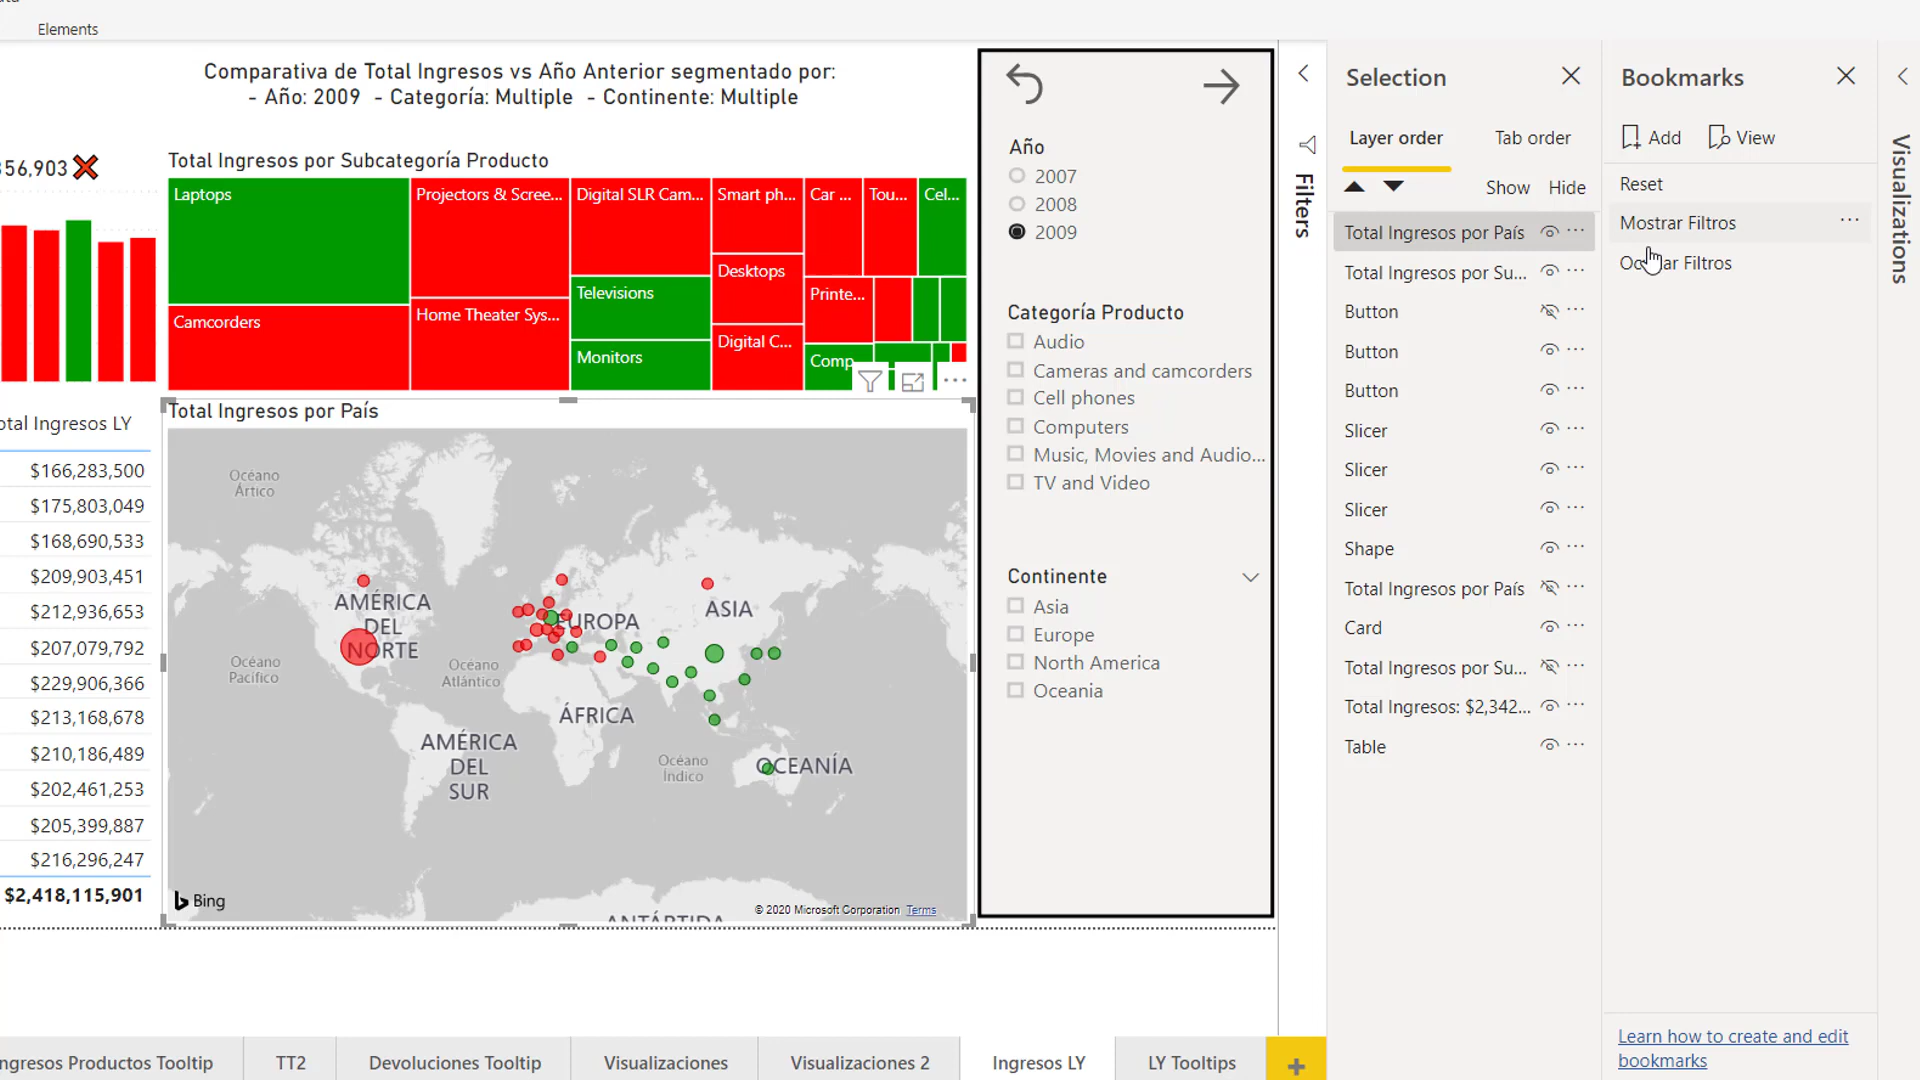 Elements
Comparativa de Total Ingresos vs Año Anterior segmentado por:
- Año: 2009 - Categoría: Multiple - Continente: Multiple
356,903
Total Ingresos por Subcategoría Producto
Laptops
Camcorders
Projectors & Scree...
Home Theater Sys...
Digital SLR Cam...
Televisions
Monitors
Smart ph...
Desktops
Digital C...
Car ...
Tou...
Cel...
Printe...
Comp
otal Ingresos LY
$166,283,500
$175,803,049
$168,690,533
$209,903,451
$212,936,653
$207,079,792
$229,906,366
$213,168,678
$210,186,489
$202,461,253
$205,399,887
$216,296,247
$2,418,115,901
Total Ingresos por País
Océano
Ártico
AMÉRICA
DEL
NORTE
EUROPA
ASIA
Océano
Pacífico
Océano
Atlántico
ÁFRICA
AMÉRICA
DEL
SUR
Océano
Índico
OCEANÍA
ANTÁRTIDA
Bing
© 2020 Microsoft Corporation Terms
Año
2007
2008
2009
Categoría Producto
Audio
Cameras and camcorders
Cell phones
Computers
Music, Movies and Audio...
TV and Video
Continente
Asia
Europe
North America
Oceania
Filters
Selection
Layer order
Tab order
Show
Hide
Total Ingresos por País
Total Ingresos por Su...
Button
Button
Button
Slicer
Slicer
Slicer
Shape
Total Ingresos por País
Card
Total Ingresos por Su...
Total Ingresos: $2,342...
Table
Bookmarks
Add
View
Reset
Mostrar Filtros
Filtros
Learn how to create and edit
bookmarks
Visualizations
ngresos Productos Tooltip
TT2
Devoluciones Tooltip
Visualizaciones
Visualizaciones 2
Ingresos LY
LY Tooltips